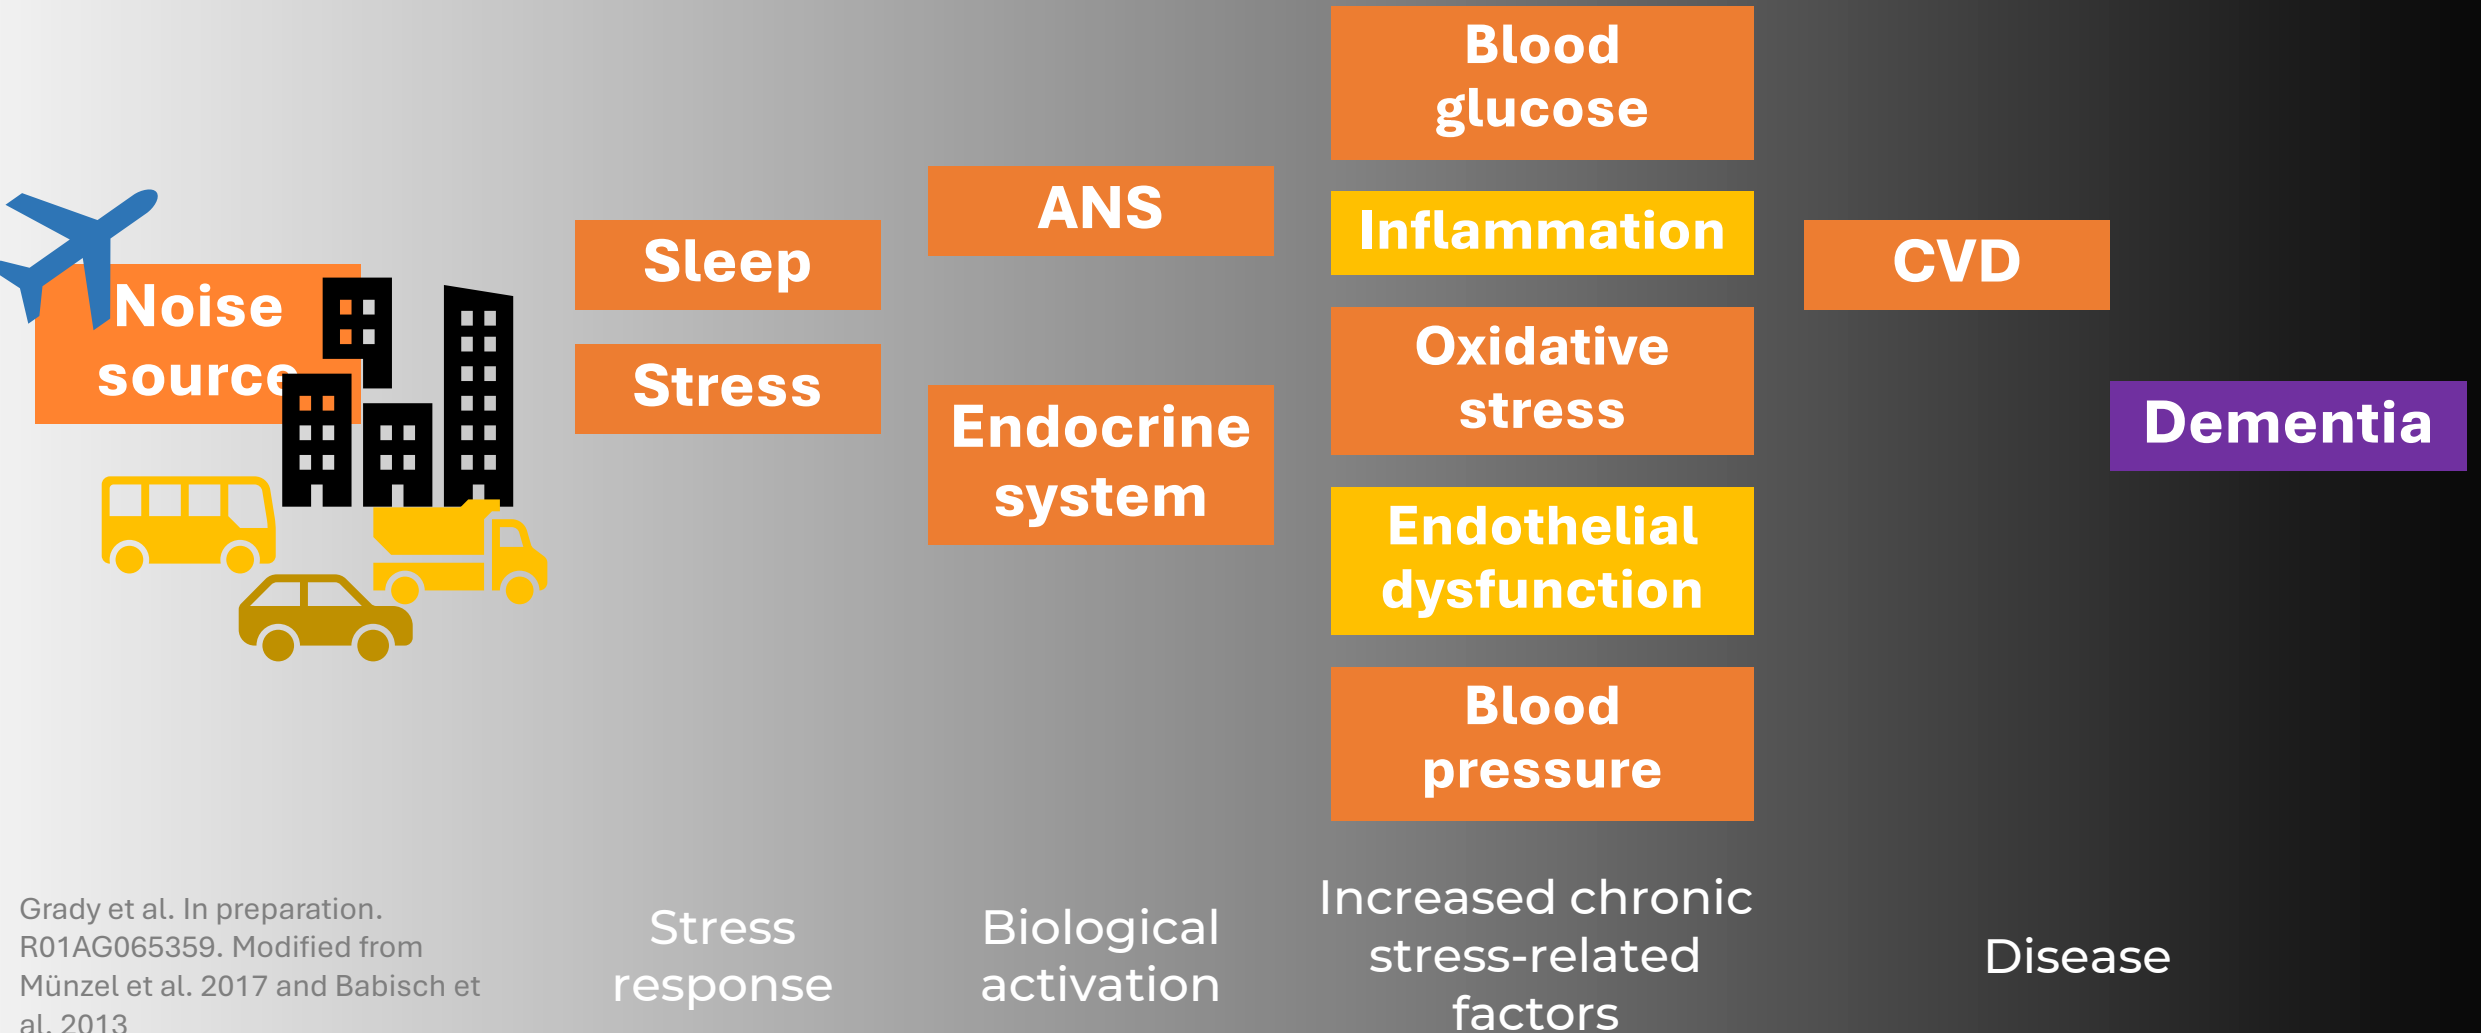 Noise
source
Sleep
Stress
ANS
Endocrine
system
Blood
glucose
Inflammation
Oxidative
stress
Endothelial
dysfunction
Blood
pressure
CVD
Dementia
Grady et al. In preparation.
R01AG065359. Modified from
Münzel et al. 2017 and Babisch et
al. 2013
Stress
response
Biological
activation
Increased chronic
stress-related
factors
Disease